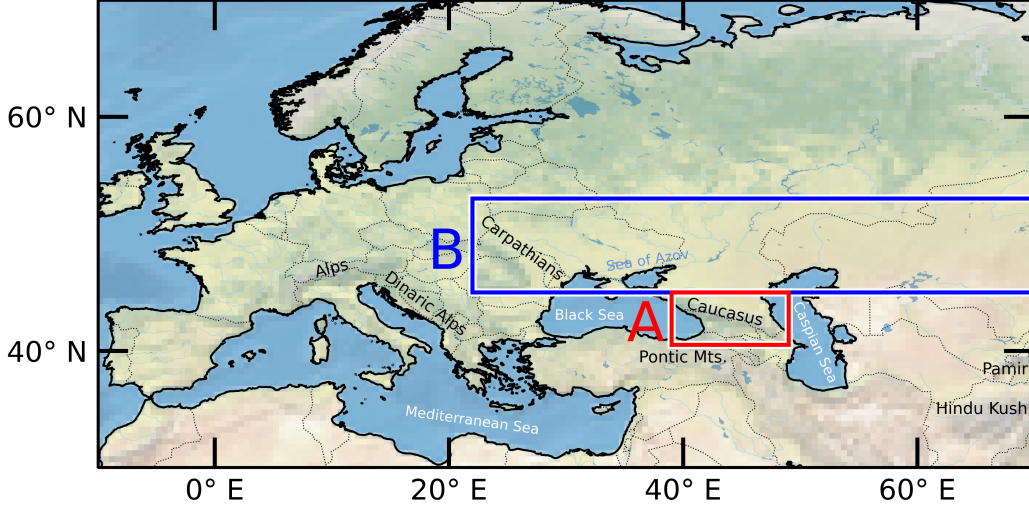 60° N
Carpathians
B
Sea of Azov
Alps
Dinaric Alps
Black Sea
A
Caucasus
Caspian Sea
40° N
Pontic Mts.
Pamir
Hindu Kush
Mediterranean Sea
0° E
20° E
40° E
60° E